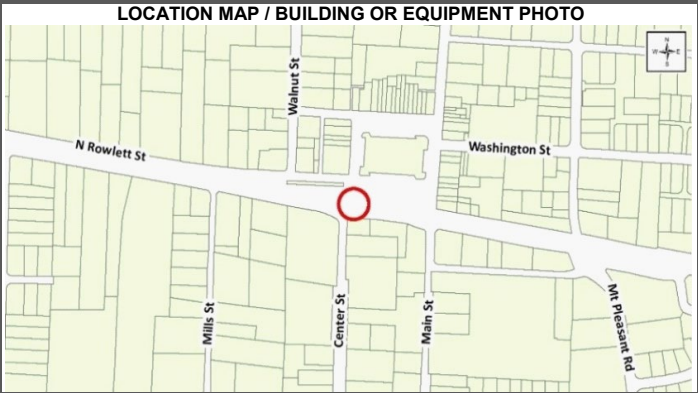 LOCATION MAP / BUILDING OR EQUIPMENT PHOTO
N
W E
S
Walnut St
N Rowlett St
Washington St
Mills St
Center St
Main St
Mt Pleasant Rd